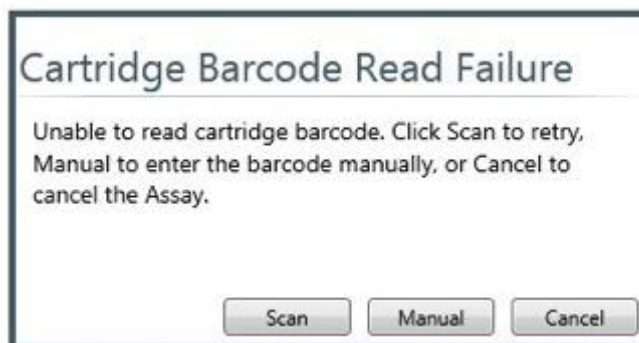 Cartridge Barcode Read Failure
Unable to read cartridge barcode. Click Scan to retry,
Manual to enter the barcode manually, or Cancel to
cancel the Assay.
Scan Manual Cancel